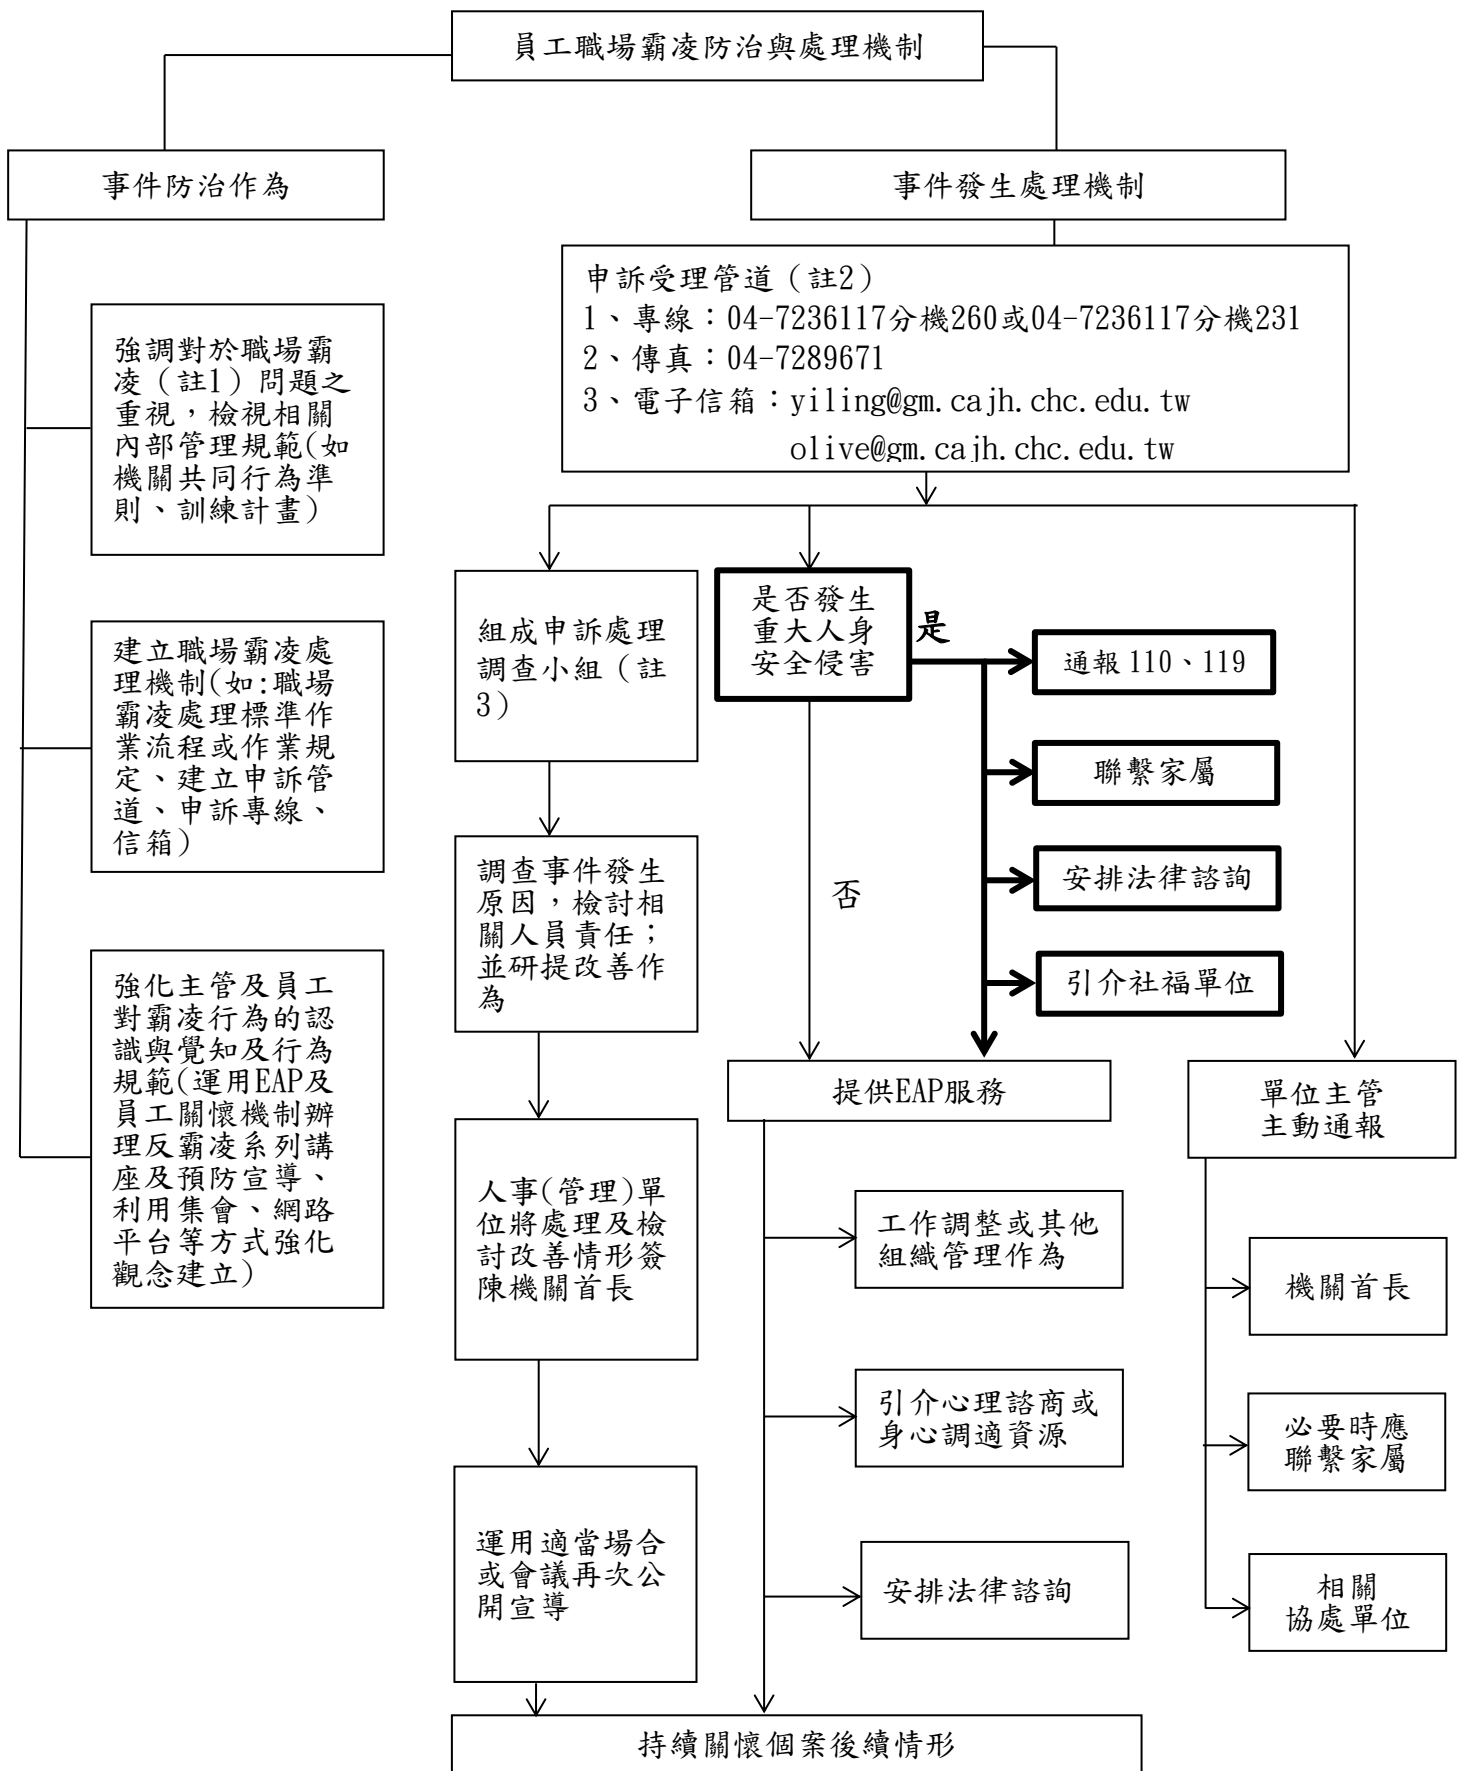 員工職場霸凌防治與處理機制
事件防治作為
強調對於職場霸
凌（註1）問題之
重視，檢視相關
內部管理規範(如
機關共同行為準
則、訓練計畫)
建立職場霸凌處
理機制(如:職場
霸凌處理標準作
業流程或作業規
定、建立申訴管
道、申訴專線、
信箱)
強化主管及員工
對霸凌行為的認
識與覺知及行為
規範(運用EAP及
員工關懷機制辦
理反霸凌系列講
座及預防宣導、
利用集會、網路
平台等方式強化
觀念建立)
事件發生處理機制
申訴受理管道（註2）
1、專線：04-7236117分機260或04-7236117分機231
2、傳真：04-7289671
3、電子信箱：yiling@gm.cajh.chc.edu.tw
olive@gm.cajh.chc.edu.tw
組成申訴處理
調查小組（註
3）
調查事件發生
原因，檢討相
關人員責任；
並研提改善作
為
人事(管理)單
位將處理及檢
討改善情形簽
陳機關首長
運用適當場合
或會議再次公
開宣導
是否發生
重大人身
安全侵害
是
通報 110、119
聯繫家屬
安排法律諮詢
引介社福單位
否
提供EAP服務
工作調整或其他
組織管理作為
引介心理諮商或
身心調適資源
安排法律諮詢
單位主管
主動通報
機關首長
必要時應
聯繫家屬
相關
協處單位
持續關懷個案後續情形